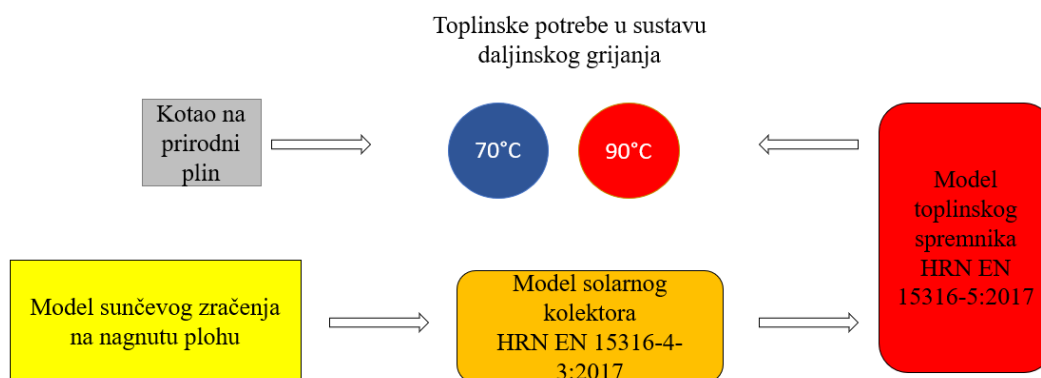 Toplinske potrebe u sustavu
daljinskog grijanja
Kotao na
prirodni
plin
70°C
90°C
Model
toplinskog
spremnika
HRN EN
15316-5:2017
Model sunčevog zračenja
na nagnutu plohu
Model solarnog
kolektora
HRN EN 15316-4-
3:2017